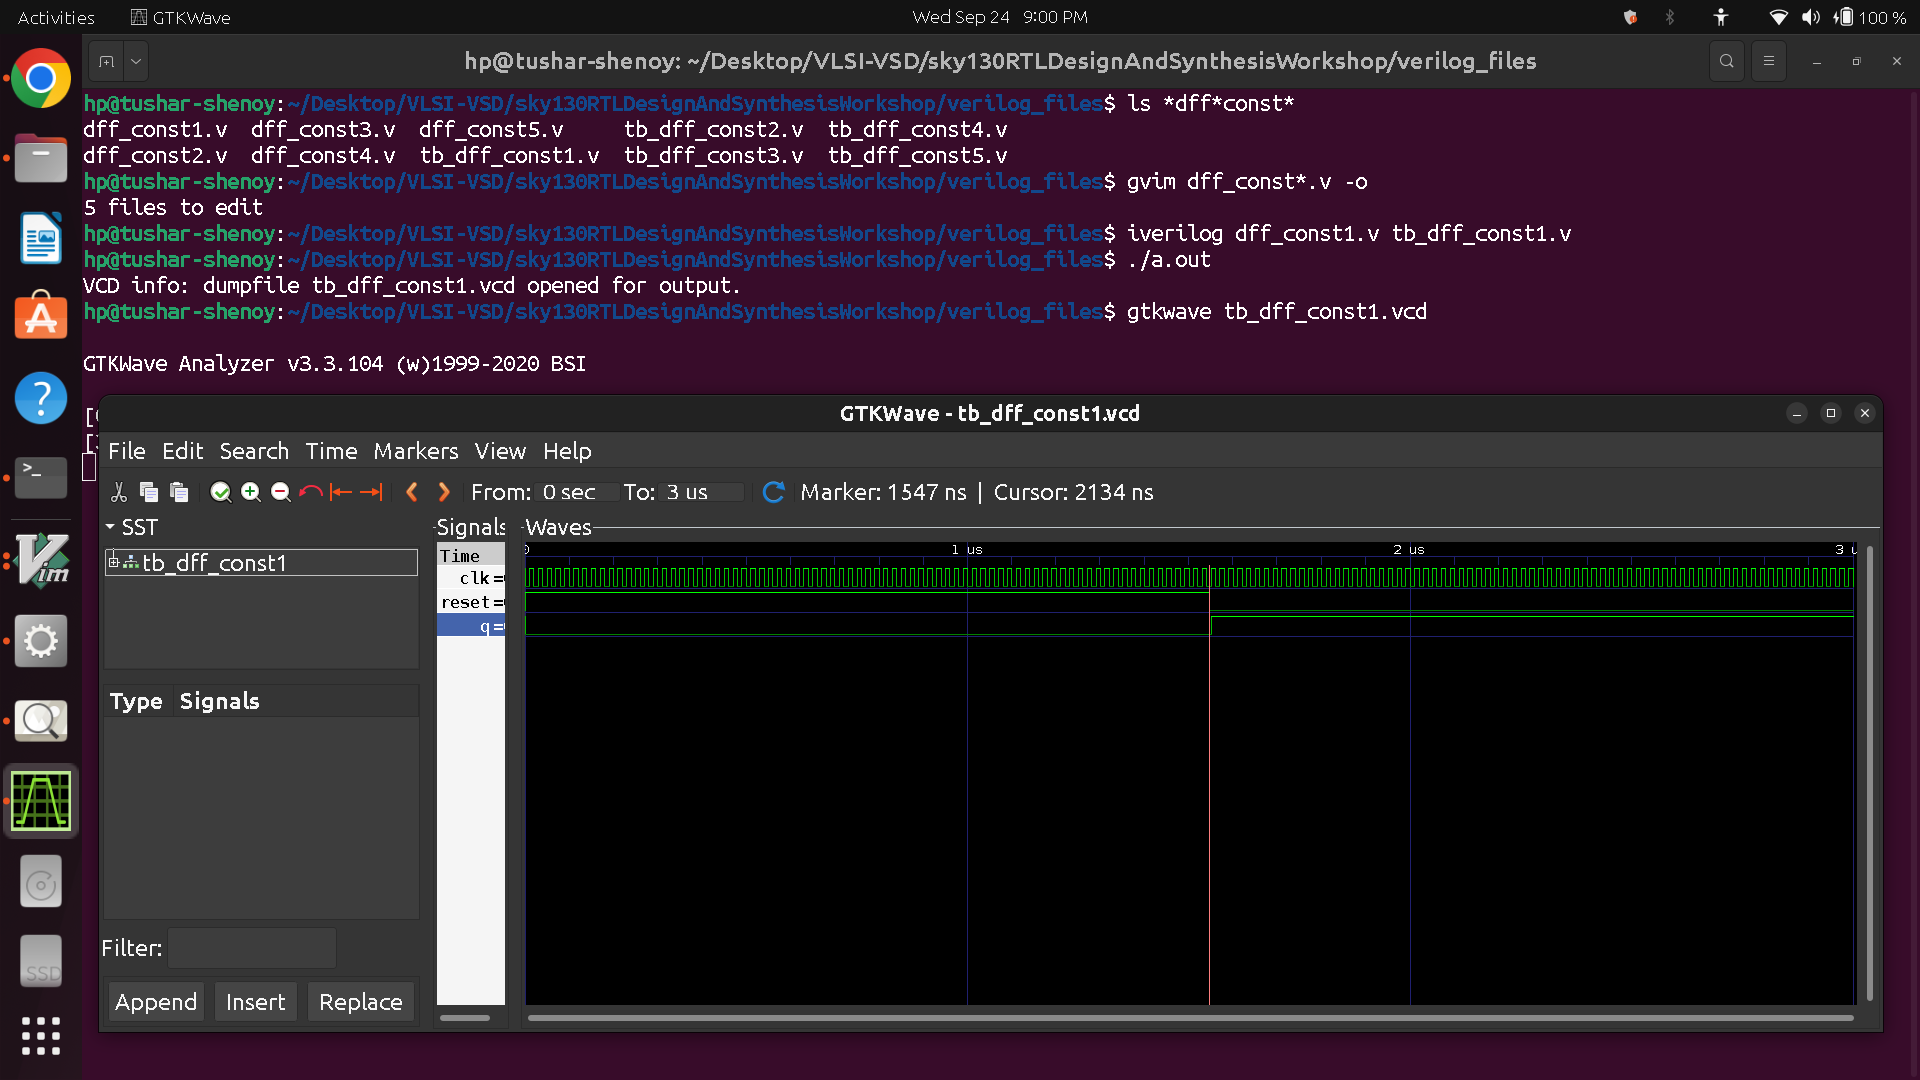 Activities GTKWave Wed Sep 24 9:00 PM 100 %
hp@tushar-shenoy: ~/Desktop/VLSI-VSD/sky130RTLDesignAndSynthesisWorkshop/verilog_files
hp@tushar-shenoy:~/Desktop/VLSI-VSD/sky130RTLDesignAndSynthesisWorkshop/verilog_files$ ls *dff*const*
dff_const1.v dff_const3.v dff_const5.v tb_dff_const2.v tb_dff_const4.v
dff_const2.v dff_const4.v tb_dff_const1.v tb_dff_const3.v tb_dff_const5.v
hp@tushar-shenoy:~/Desktop/VLSI-VSD/sky130RTLDesignAndSynthesisWorkshop/verilog_files$ gvim dff_const*.v -o
5 files to edit
hp@tushar-shenoy:~/Desktop/VLSI-VSD/sky130RTLDesignAndSynthesisWorkshop/verilog_files$ iverilog dff_const1.v tb_dff_const1.v
hp@tushar-shenoy:~/Desktop/VLSI-VSD/sky130RTLDesignAndSynthesisWorkshop/verilog_files$ ./a.out
VCD info: dumpfile tb_dff_const1.vcd opened for output.
hp@tushar-shenoy:~/Desktop/VLSI-VSD/sky130RTLDesignAndSynthesisWorkshop/verilog_files$ gtkwave tb_dff_const1.vcd
GTKWave Analyzer v3.3.104 (w)1999-2020 BSI
[
[
GTKWave - tb_dff_const1.vcd
File Edit Search Time Markers View Help
From: 0 sec To: 3 us Marker: 1547 ns | Cursor: 2134 ns
SST
tb_dff_const1
Type Signals
Filter:
Append Insert Replace
Signals
Time
clk=
reset=
q=
Waves
0 1 us 2 us 3 u
Vim
SSD